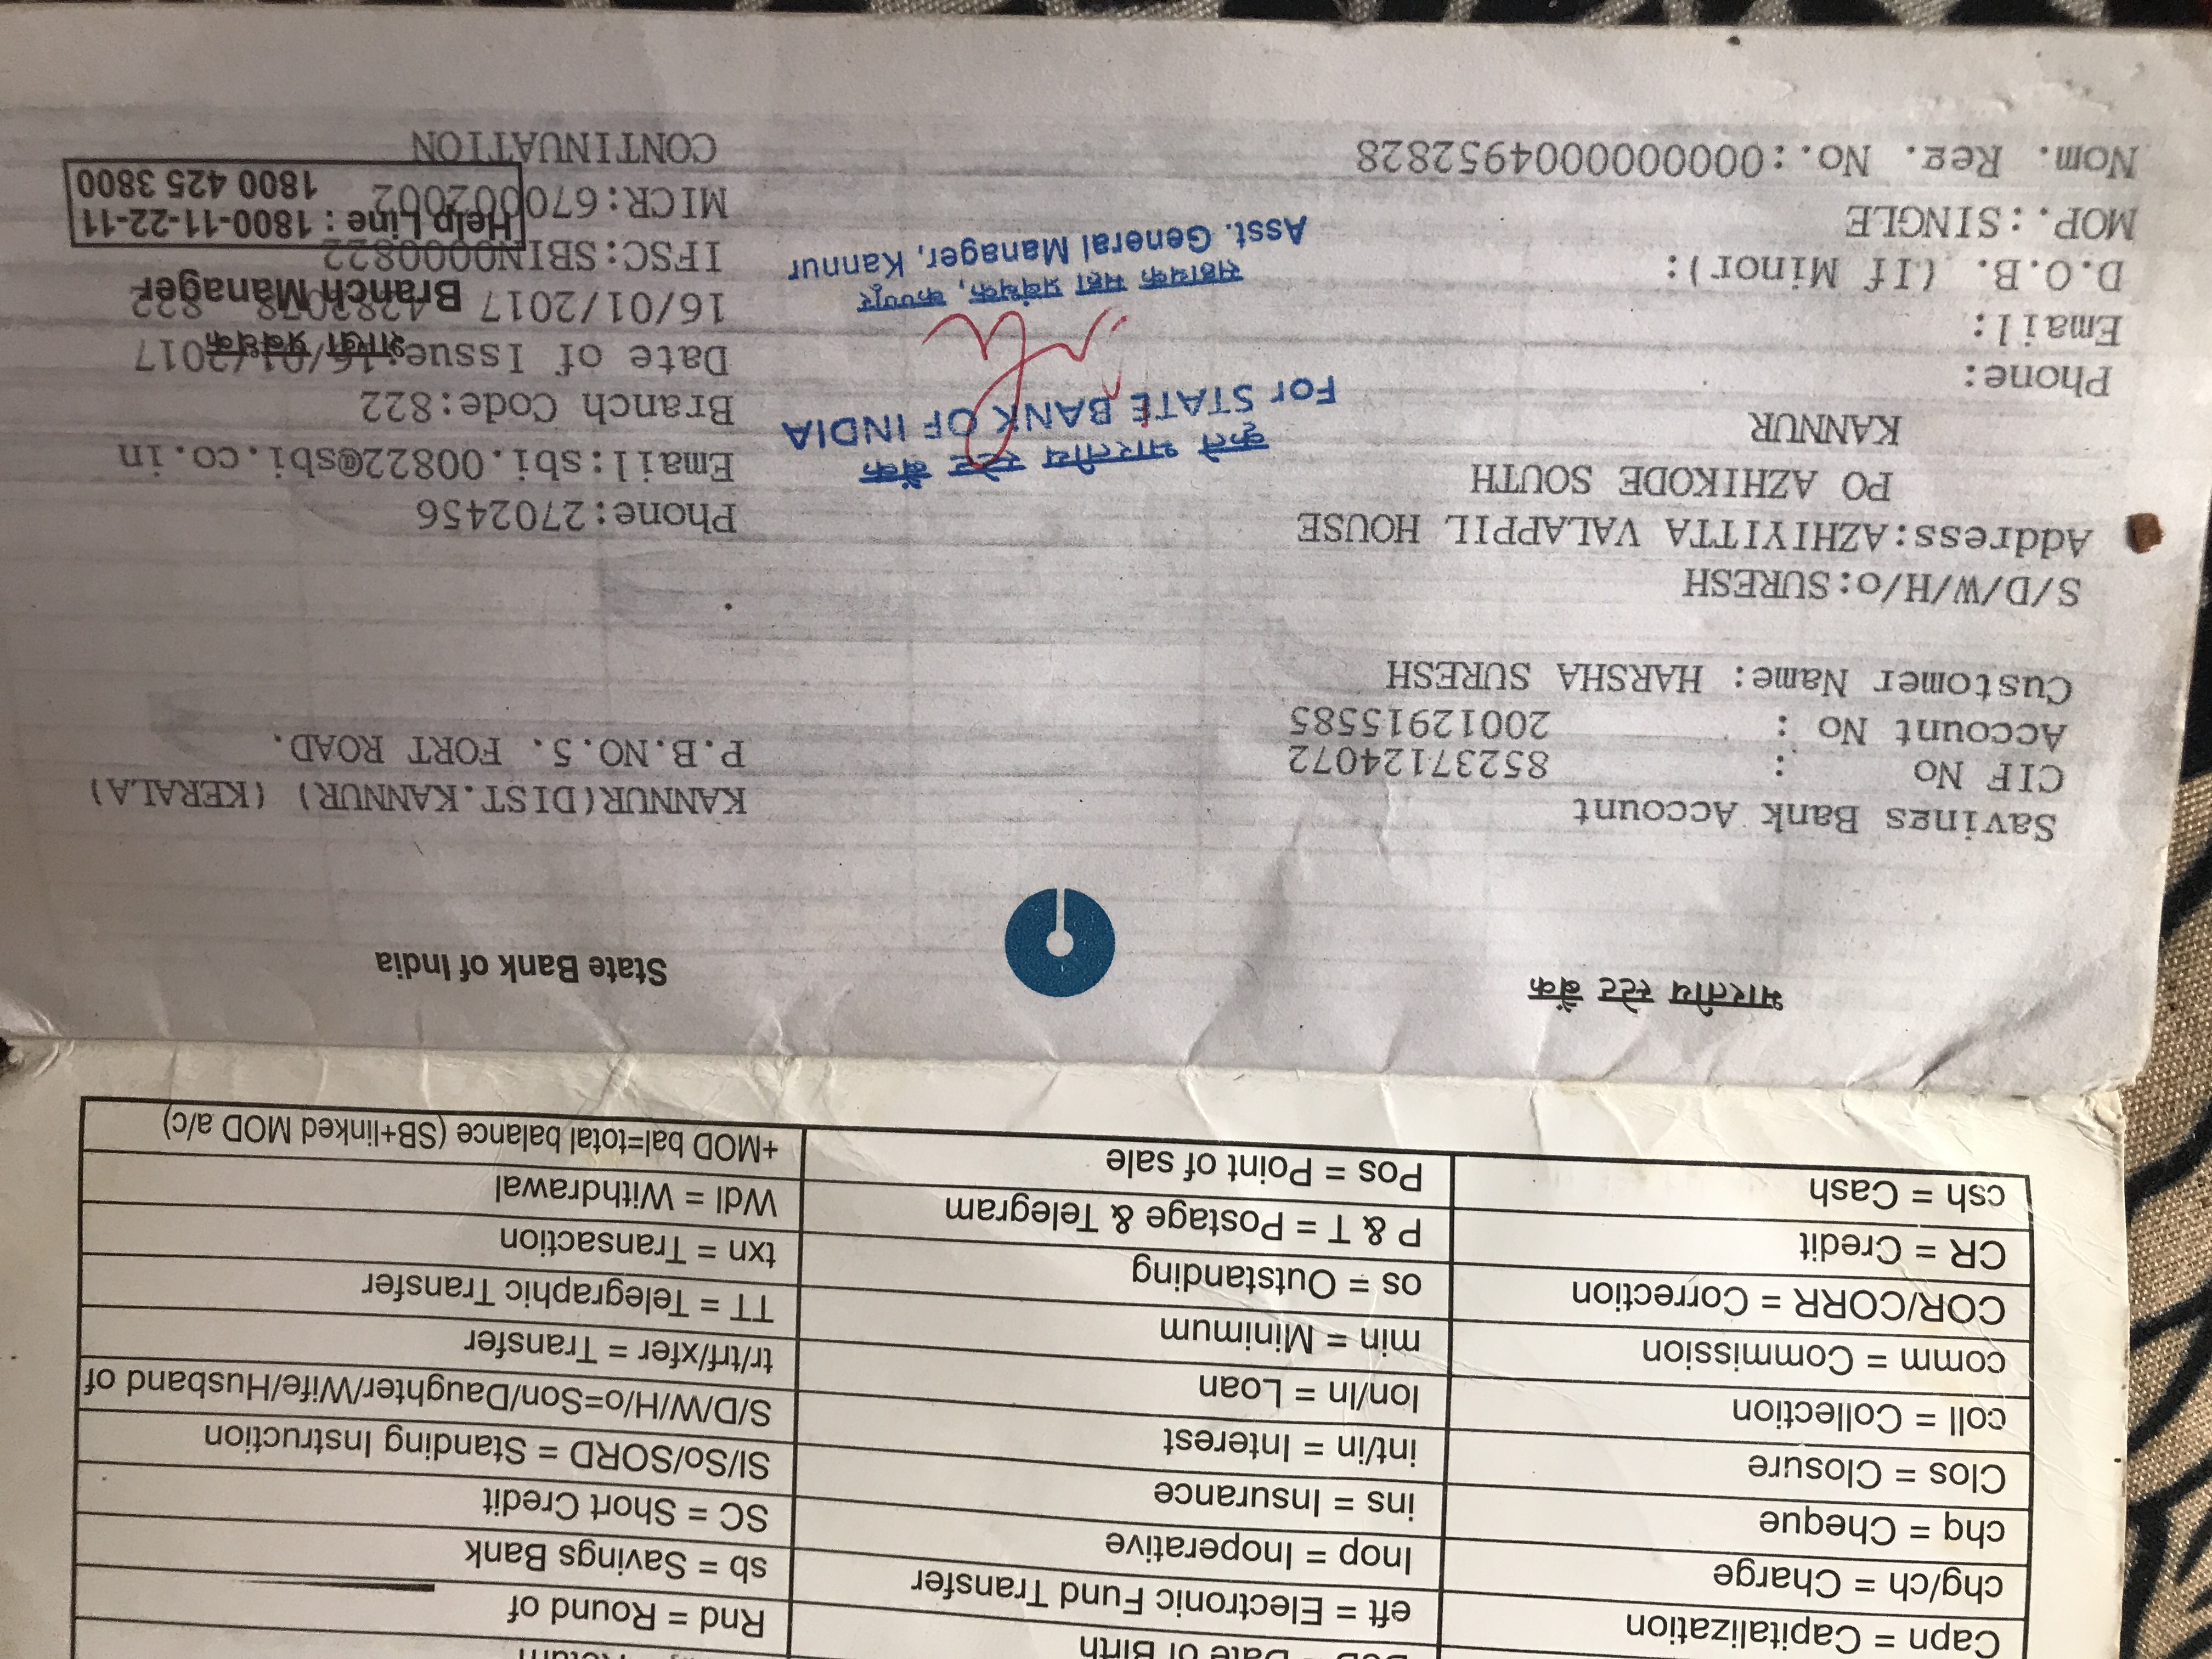 Capn = Capitalization
chg/ch = Charge
chq = Cheque
Clos = Closure
coll = Collection
comm = Commission
COR/CORR = Correction
CR = Credit
csh = Cash
Date of Birth
eft = Electronic Fund Transfer
Inop = Inoperative
ins = Insurance
int/in = Interest
lon/ln = Loan
min = Minimum
os = Outstanding
P & T = Postage & Telegram
Pos = Point of sale
Rnd = Round of
sb = Savings Bank
SC = Short Credit
SI/So/SORD = Standing Instruction
S/D/W/H/o=Son/Daughter/Wife/Husband of
tr/trf/xfer = Transfer
TT = Telegraphic Transfer
txn = Transaction
Wdl = Withdrawal
+MOD bal=total balance (SB+linked MOD a/c)
भारतीय स्टेट बैंक
State Bank of India
Savings Bank Account
CIF No : 85237124072
Account No : 20012915585
Customer Name: HARSHA SURESH
S/D/W/H/o:SURESH
Address:AZHIYITTA VALAPPIL HOUSE
PO AZHIKODE SOUTH
KANNUR
Phone:
Email:
D.O.B. (If Minor):
MOP.:SINGLE
Nom. Reg. No.:0000000004952828
KANNUR(DIST.KANNUR) (KERALA)
P.B.NO.5. FORT ROAD.
Phone:2702456
Email:sbi.00822@sbi.co.in
Branch Code:822
Date of Issue:16/01/2017
शाखा प्रबंधक
16/01/2017
Branch Manager
IFSC:SBIN0000822
Help Line : 1800-11-22-11
1800 425 3800
MICR:670002002
CONTINUATION
कृते भारतीय स्टेट बैंक
For STATE BANK OF INDIA
सहायक महा प्रबंधक, कण्णूर
Asst. General Manager, Kannur